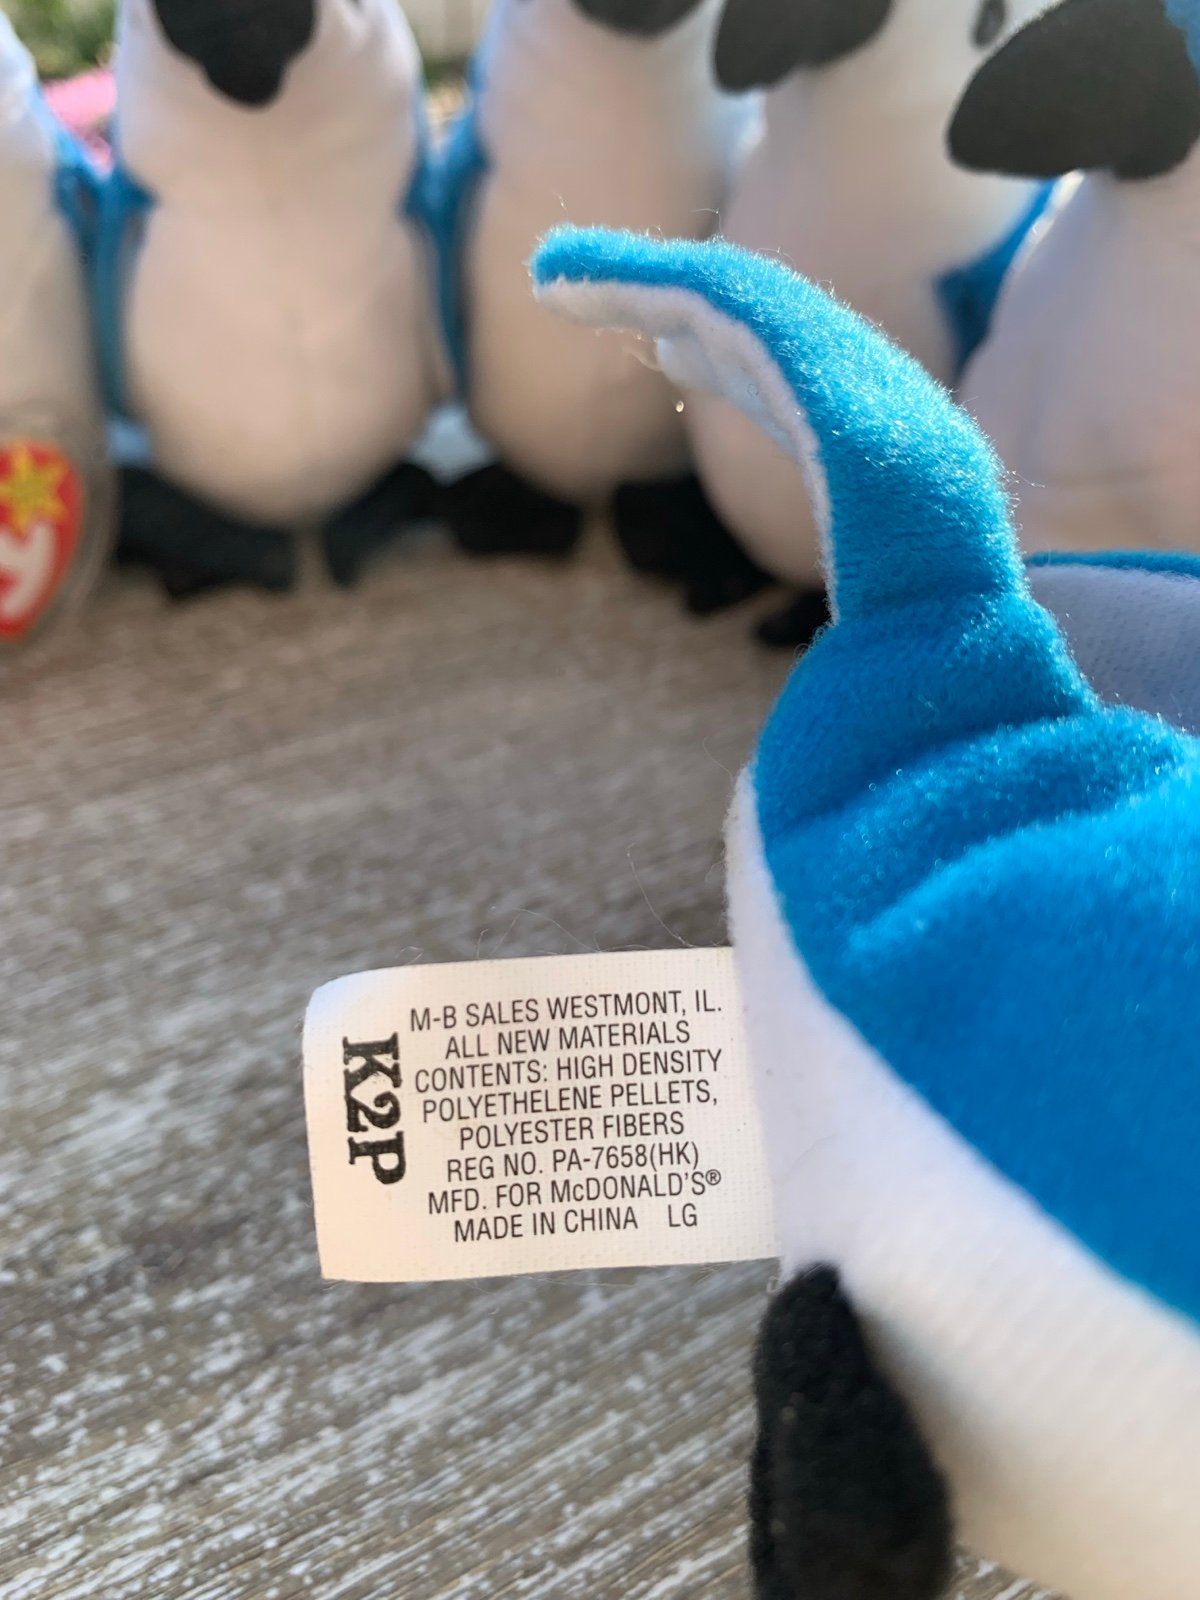 M-B SALES WESTMONT, IL.
ALL NEW MATERIALS
CONTENTS: HIGH DENSITY
POLYETHELENE PELLETS,
POLYESTER FIBERS
REG NO. PA-7658(HK)
MFD. FOR McDONALD'S®
MADE IN CHINA LG
K2P
y